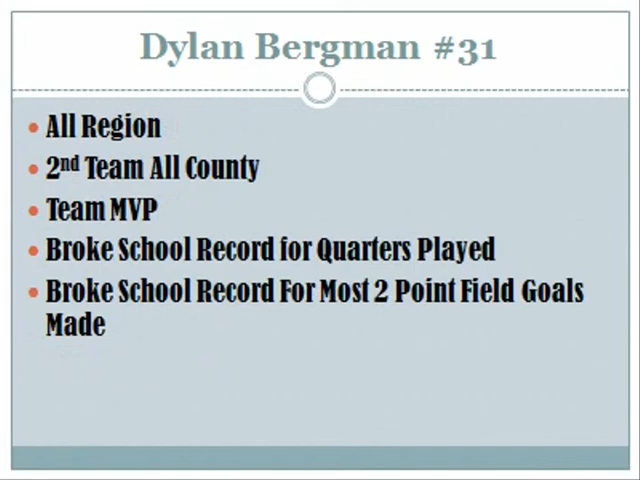 Dylan Bergman #31
• All Region
• 2nd Team All County
• Team MVP
• Broke School Record for Quarters Played
• Broke School Record For Most 2 Point Field Goals
Made